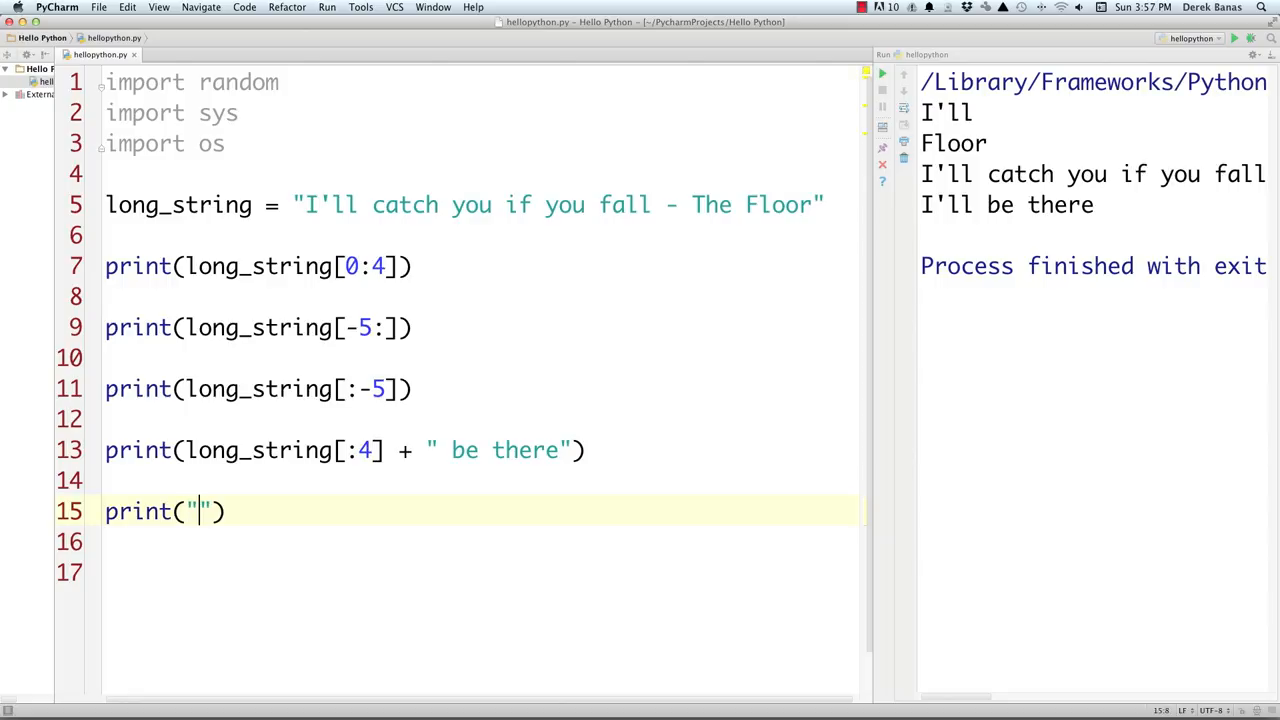 PyCharm File Edit View Navigate Code Refactor Run Tools VCS Window Help 10 Sun 3:57 PM Derek Banas
hellopython.py – Hello Python – [~/PycharmProjects/Hello Python]
Hello Python hellopython.py hellopython
hellopython.py Run hellopython
Hello
hell
Externa
1 import random
2 import sys
3 import os
4
5 long_string = "I'll catch you if you fall - The Floor"
6
7 print(long_string[0:4])
8
9 print(long_string[-5:])
10
11 print(long_string[:-5])
12
13 print(long_string[:4] + " be there")
14
15 print("")
16
17
/Library/Frameworks/Python
I'll
Floor
I'll catch you if you fall
I'll be there
Process finished with exit
15:8 LF UTF-8